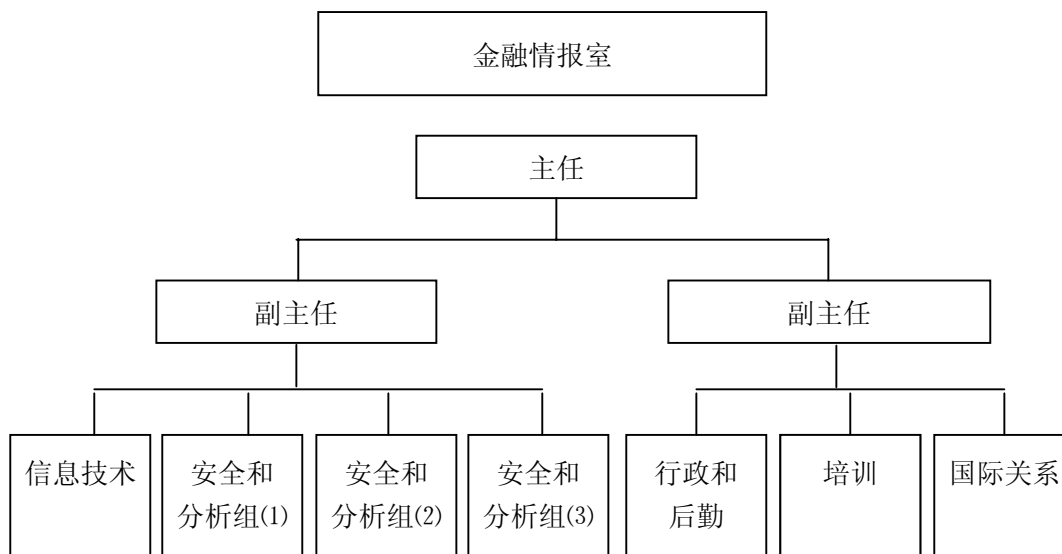 金融情报室
主任
副主任
副主任
信息技术
安全和
分析组⑴
安全和
分析组⑵
安全和
分析组⑶
行政和
后勤
培训
国际关系